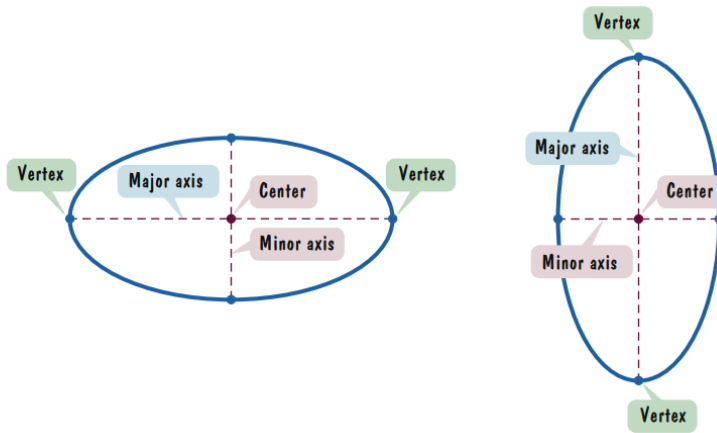 Vertex
Major axis
Center
Vertex
Minor axis
Vertex
Major axis
Center
Minor axis
Vertex